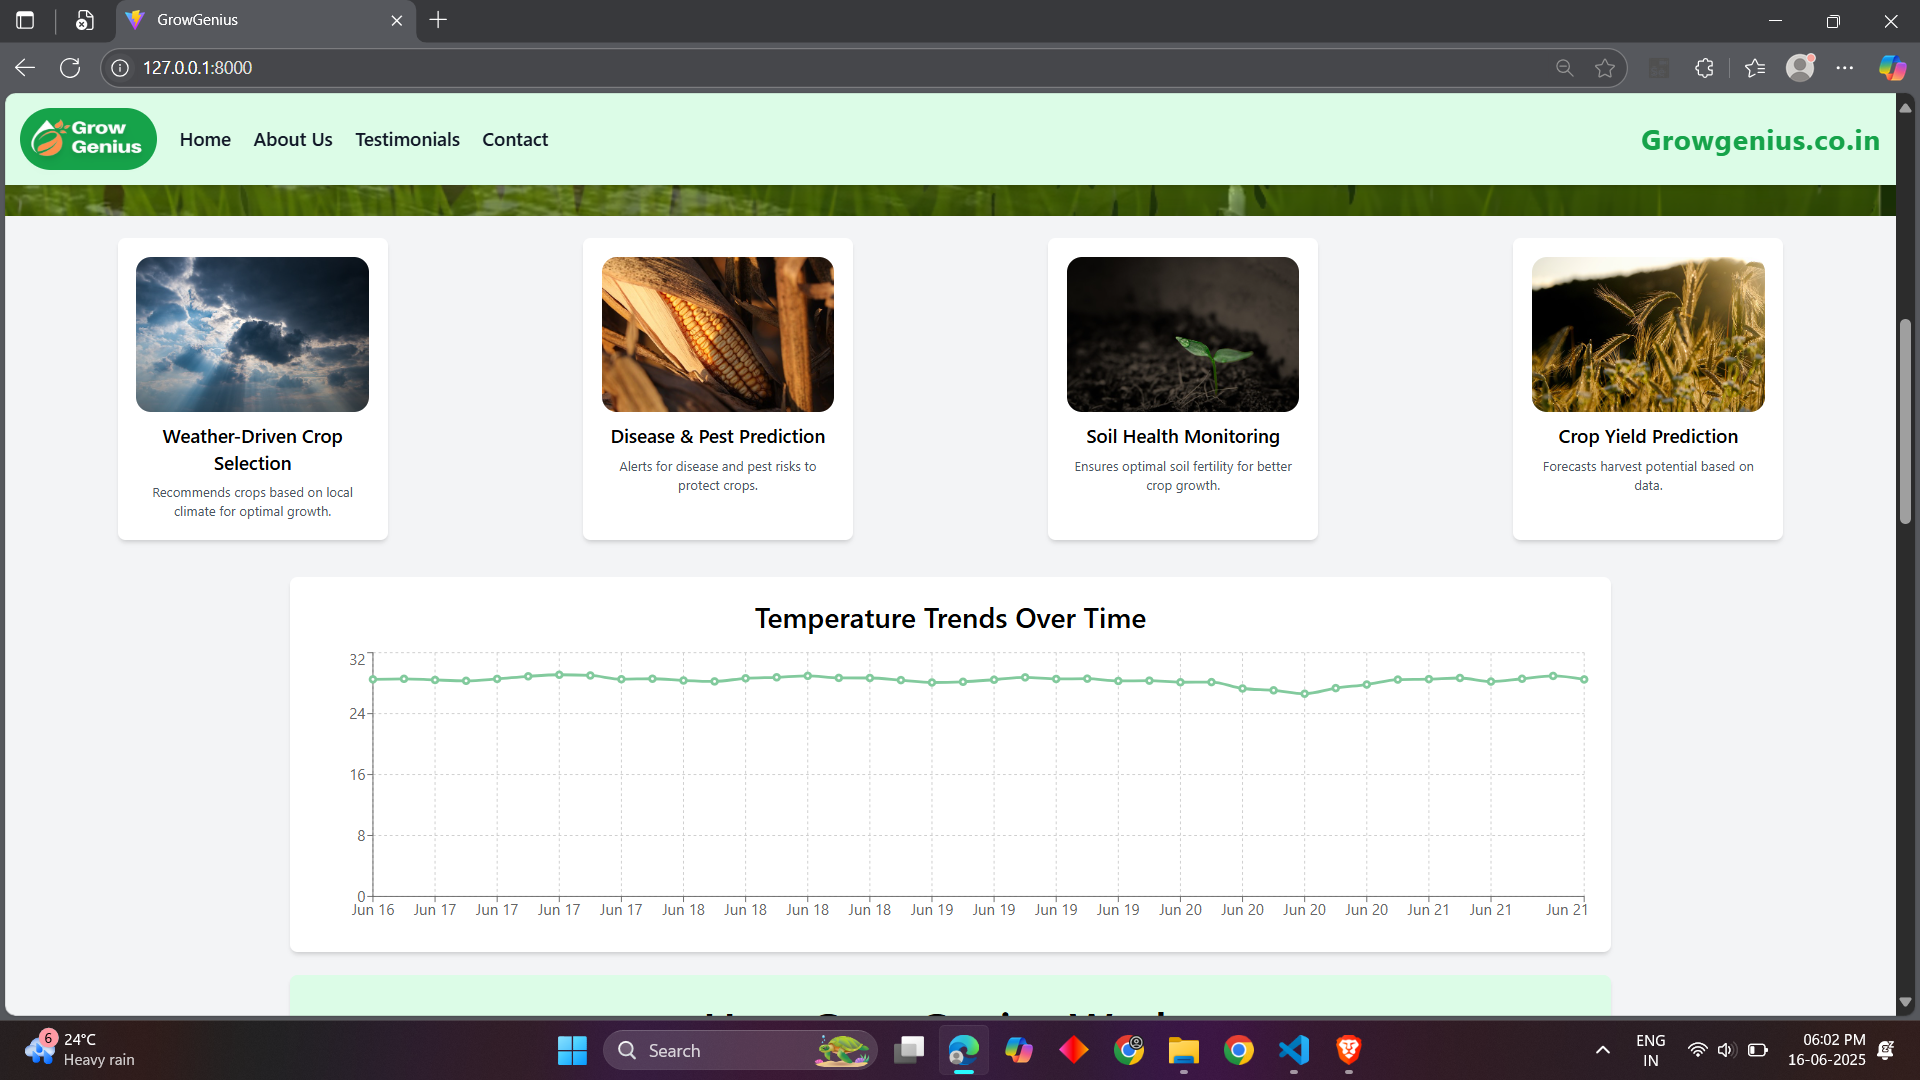 GrowGenius
127.0.0.1:8000
Grow
Genius
Home About Us Testimonials Contact
Growgenius.co.in
Weather-Driven Crop
Selection
Recommends crops based on local
climate for optimal growth.
Disease & Pest Prediction
Alerts for disease and pest risks to
protect crops.
Soil Health Monitoring
Ensures optimal soil fertility for better
crop growth.
Crop Yield Prediction
Forecasts harvest potential based on
data.
Temperature Trends Over Time
32
24
16
8
0
Jun 16 Jun 17 Jun 17 Jun 17 Jun 17 Jun 18 Jun 18 Jun 18 Jun 18 Jun 19 Jun 19 Jun 19 Jun 19 Jun 20 Jun 20 Jun 20 Jun 20 Jun 21 Jun 21 Jun 21
6
24°C
Heavy rain
Search
ENG
IN
06:02 PM
16-06-2025